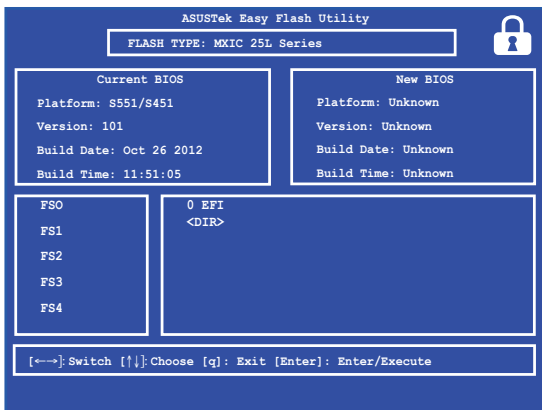 ASUSTek Easy Flash Utility
FLASH TYPE: MXIC 25L Series
Current BIOS
Platform: S551/S451
Version: 101
Build Date: Oct 26 2012
Build Time: 11:51:05
New BIOS
Platform: Unknown
Version: Unknown
Build Date: Unknown
Build Time: Unknown
FSO
FS1
FS2
FS3
FS4
0 EFI
<DIR>
[←→]: Switch [↑↓]: Choose [q]: Exit [Enter]: Enter/Execute